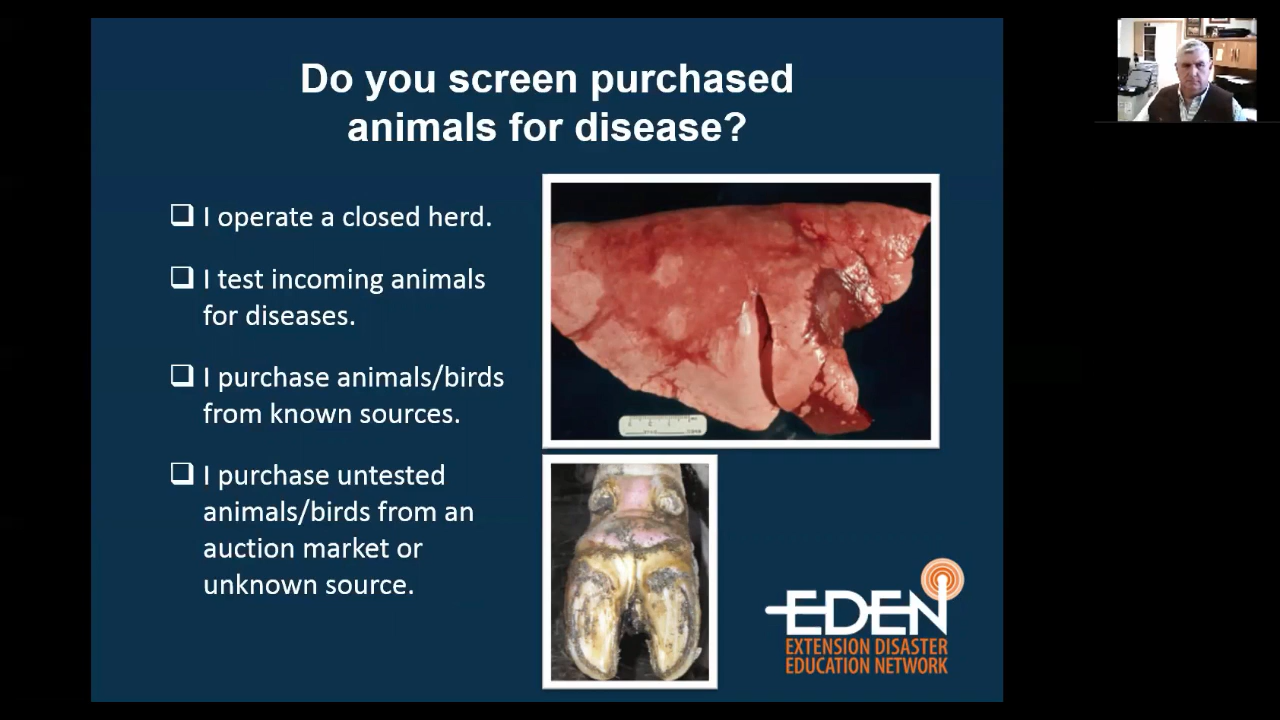 Do you screen purchased
animals for disease?
❑ I operate a closed herd.
❑ I test incoming animals
for diseases.
❑ I purchase animals/birds
from known sources.
❑ I purchase untested
animals/birds from an
auction market or
unknown source.
EDEN
EXTENSION DISASTER
EDUCATION NETWORK